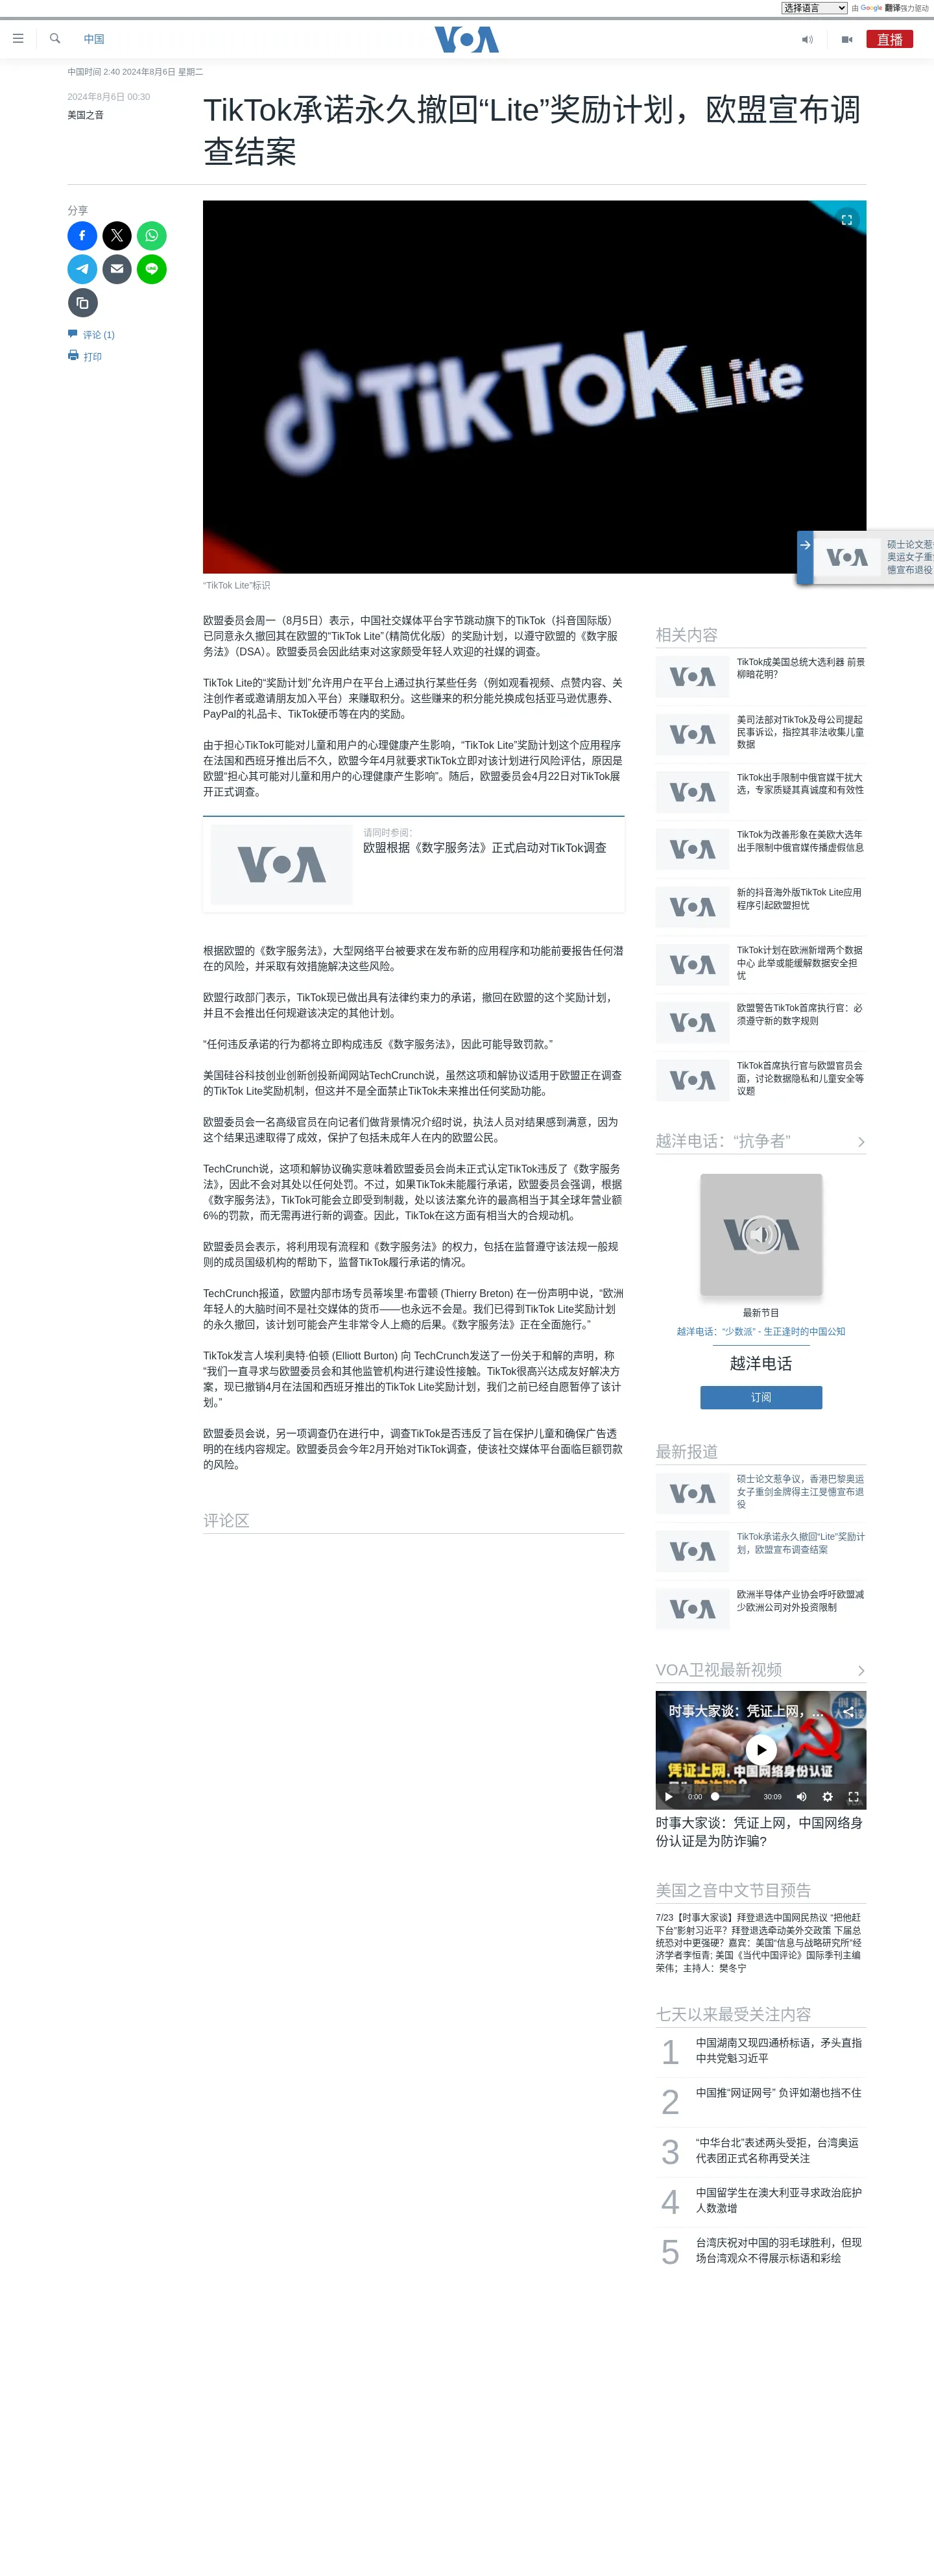 选择语言 由 Google 翻译强力驱动
中国
VOA
直播
中国时间 2:40 2024年8月6日 星期二
2024年8月6日 00:30
美国之音
TikTok承诺永久撤回“Lite”奖励计划，欧盟宣布调
查结案
分享
评论 (1)
打印
TikTok Lite
“TikTok Lite”标识
硕士论文惹
奥运女子重
憓宣布退役
欧盟委员会周一（8月5日）表示，中国社交媒体平台字节跳动旗下的TikTok（抖音国际版）
已同意永久撤回其在欧盟的“TikTok Lite”（精简优化版）的奖励计划，以遵守欧盟的《数字服
务法》（DSA）。欧盟委员会因此结束对这家颇受年轻人欢迎的社媒的调查。
TikTok Lite的“奖励计划”允许用户在平台上通过执行某些任务（例如观看视频、点赞内容、关
注创作者或邀请朋友加入平台）来赚取积分。这些赚来的积分能兑换成包括亚马逊优惠券、
PayPal的礼品卡、TikTok硬币等在内的奖励。
由于担心TikTok可能对儿童和用户的心理健康产生影响，“TikTok Lite”奖励计划这个应用程序
在法国和西班牙推出后不久，欧盟今年4月就要求TikTok立即对该计划进行风险评估，原因是
欧盟“担心其可能对儿童和用户的心理健康产生影响”。随后，欧盟委员会4月22日对TikTok展
开正式调查。
VOA
请同时参阅：
欧盟根据《数字服务法》正式启动对TikTok调查
根据欧盟的《数字服务法》，大型网络平台被要求在发布新的应用程序和功能前要报告任何潜
在的风险，并采取有效措施解决这些风险。
欧盟行政部门表示，TikTok现已做出具有法律约束力的承诺，撤回在欧盟的这个奖励计划，
并且不会推出任何规避该决定的其他计划。
“任何违反承诺的行为都将立即构成违反《数字服务法》，因此可能导致罚款。”
美国硅谷科技创业创新创投新闻网站TechCrunch说，虽然这项和解协议适用于欧盟正在调查
的TikTok Lite奖励机制，但这并不是全面禁止TikTok未来推出任何奖励功能。
欧盟委员会一名高级官员在向记者们做背景情况介绍时说，执法人员对结果感到满意，因为
这个结果迅速取得了成效，保护了包括未成年人在内的欧盟公民。
TechCrunch说，这项和解协议确实意味着欧盟委员会尚未正式认定TikTok违反了《数字服务
法》，因此不会对其处以任何处罚。不过，如果TikTok未能履行承诺，欧盟委员会强调，根据
《数字服务法》，TikTok可能会立即受到制裁，处以该法案允许的最高相当于其全球年营业额
6%的罚款，而无需再进行新的调查。因此，TikTok在这方面有相当大的合规动机。
欧盟委员会表示，将利用现有流程和《数字服务法》的权力，包括在监督遵守该法规一般规
则的成员国级机构的帮助下，监督TikTok履行承诺的情况。
TechCrunch报道，欧盟内部市场专员蒂埃里·布雷顿 (Thierry Breton) 在一份声明中说，“欧洲
年轻人的大脑时间不是社交媒体的货币——也永远不会是。我们已得到TikTok Lite奖励计划
的永久撤回，该计划可能会产生非常令人上瘾的后果。《数字服务法》正在全面施行。”
TikTok发言人埃利奥特·伯顿 (Elliott Burton) 向 TechCrunch发送了一份关于和解的声明，称
“我们一直寻求与欧盟委员会和其他监管机构进行建设性接触。TikTok很高兴达成友好解决方
案，现已撤销4月在法国和西班牙推出的TikTok Lite奖励计划，我们之前已经自愿暂停了该计
划。”
欧盟委员会说，另一项调查仍在进行中，调查TikTok是否违反了旨在保护儿童和确保广告透
明的在线内容规定。欧盟委员会今年2月开始对TikTok调查，使该社交媒体平台面临巨额罚款
的风险。
评论区
相关内容
TikTok成美国总统大选利器 前景
柳暗花明？
美司法部对TikTok及母公司提起
民事诉讼，指控其非法收集儿童
数据
TikTok出手限制中俄官媒干扰大
选，专家质疑其真诚度和有效性
TikTok为改善形象在美欧大选年
出手限制中俄官媒传播虚假信息
新的抖音海外版TikTok Lite应用
程序引起欧盟担忧
TikTok计划在欧洲新增两个数据
中心 此举或能缓解数据安全担
忧
欧盟警告TikTok首席执行官：必
须遵守新的数字规则
TikTok首席执行官与欧盟官员会
面，讨论数据隐私和儿童安全等
议题
越洋电话：“抗争者”
最新节目
越洋电话：“少数派” - 生正逢时的中国公知
越洋电话
订阅
最新报道
硕士论文惹争议，香港巴黎奥运
女子重剑金牌得主江旻憓宣布退
役
TikTok承诺永久撤回“Lite”奖励计
划，欧盟宣布调查结案
欧洲半导体产业协会呼吁欧盟减
少欧洲公司对外投资限制
VOA卫视最新视频
时事大家谈：凭证上网，...
凭证上网，中国网络身份认证
是为防诈骗？
0:00 30:09
时事大家谈：凭证上网，中国网络身
份认证是为防诈骗？
美国之音中文节目预告
7/23【时事大家谈】拜登退选中国网民热议 “把他赶
下台”影射习近平？拜登退选牵动美外交政策 下届总
统恐对中更强硬？嘉宾：美国“信息与战略研究所”经
济学者李恒青; 美国《当代中国评论》国际季刊主编
荣伟；主持人：樊冬宁
七天以来最受关注内容
1 中国湖南又现四通桥标语，矛头直指
中共党魁习近平
2 中国推“网证网号” 负评如潮也挡不住
3 “中华台北”表述两头受拒，台湾奥运
代表团正式名称再受关注
4 中国留学生在澳大利亚寻求政治庇护
人数激增
5 台湾庆祝对中国的羽毛球胜利，但现
场台湾观众不得展示标语和彩绘